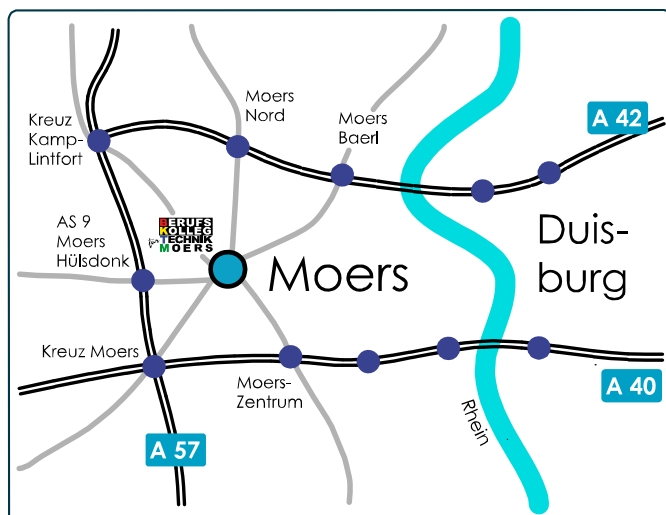 Kreuz
Kamp-
Lintfort
Moers
Nord
Moers
Baerl
A 42
AS 9
Moers
Hülsdonk
BERUFS
KOLLEG
TECHNIK
MOERS
Moers
Duis-
burg
Kreuz Moers
Moers-
Zentrum
A 40
Rhein
A 57